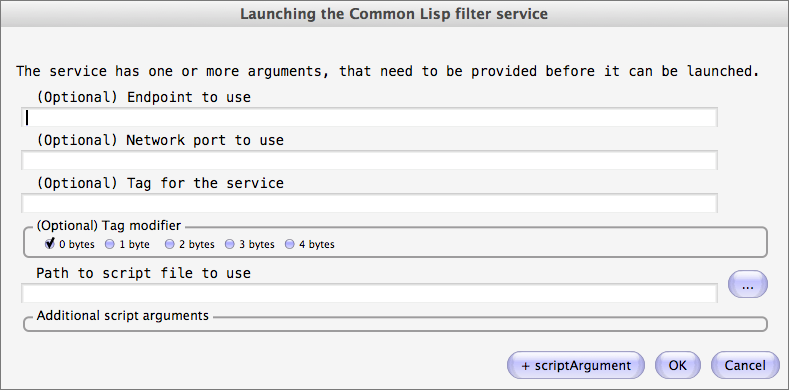 Launching the Common Lisp filter service
The service has one or more arguments, that need to be provided before it can be launched.
(Optional) Endpoint to use
(Optional) Network port to use
(Optional) Tag for the service
(Optional) Tag modifier
0 bytes 1 byte 2 bytes 3 bytes 4 bytes
Path to script file to use
...
Additional script arguments
+ scriptArgument OK Cancel